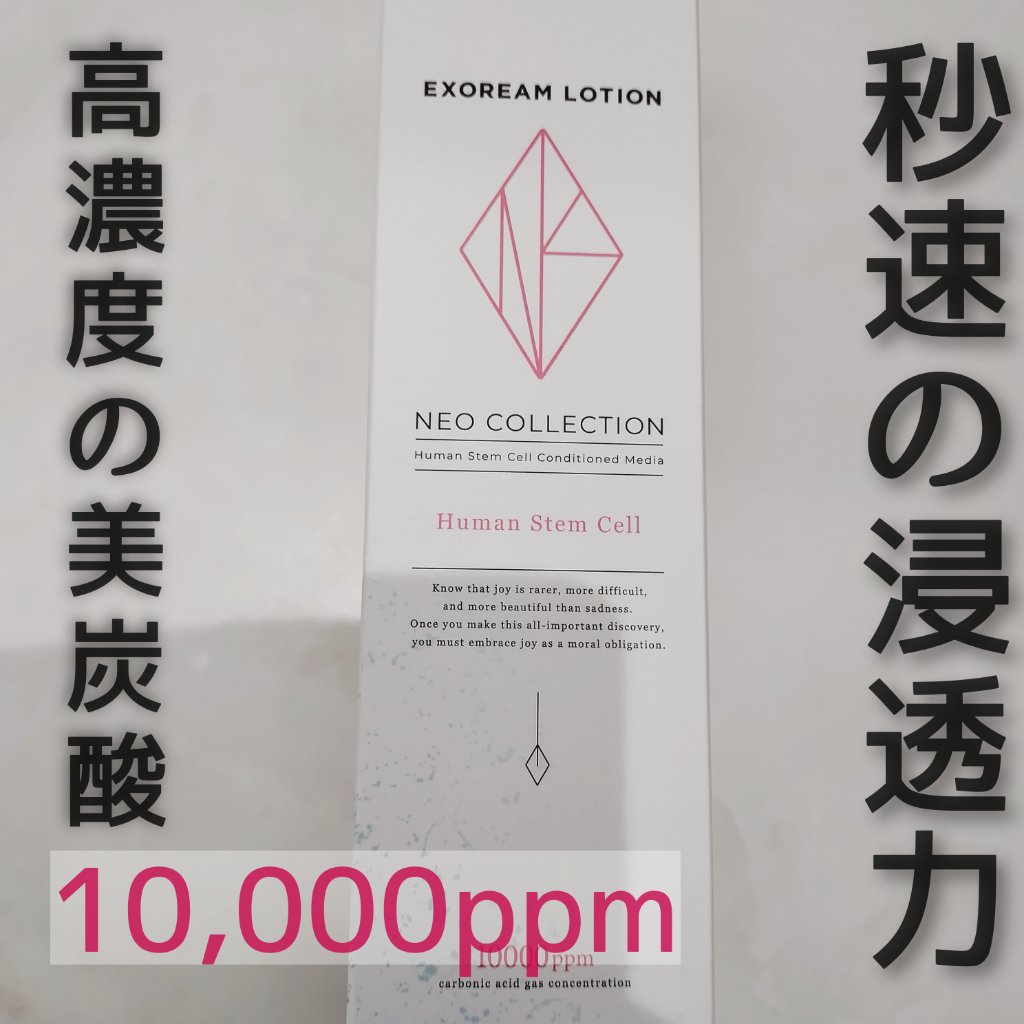 秒速の浸透力
高濃度の美炭酸
10,000ppm
EXOREAM LOTION
NEO COLLECTION
Human Stem Cell Conditioned Media
Human Stem Cell
Know that joy is rarer, more difficult,
and more beautiful than sadness.
Once you make this all-important discovery,
you must embrace joy as a moral obligation.
10000ppm
carbonic acid gas concentration